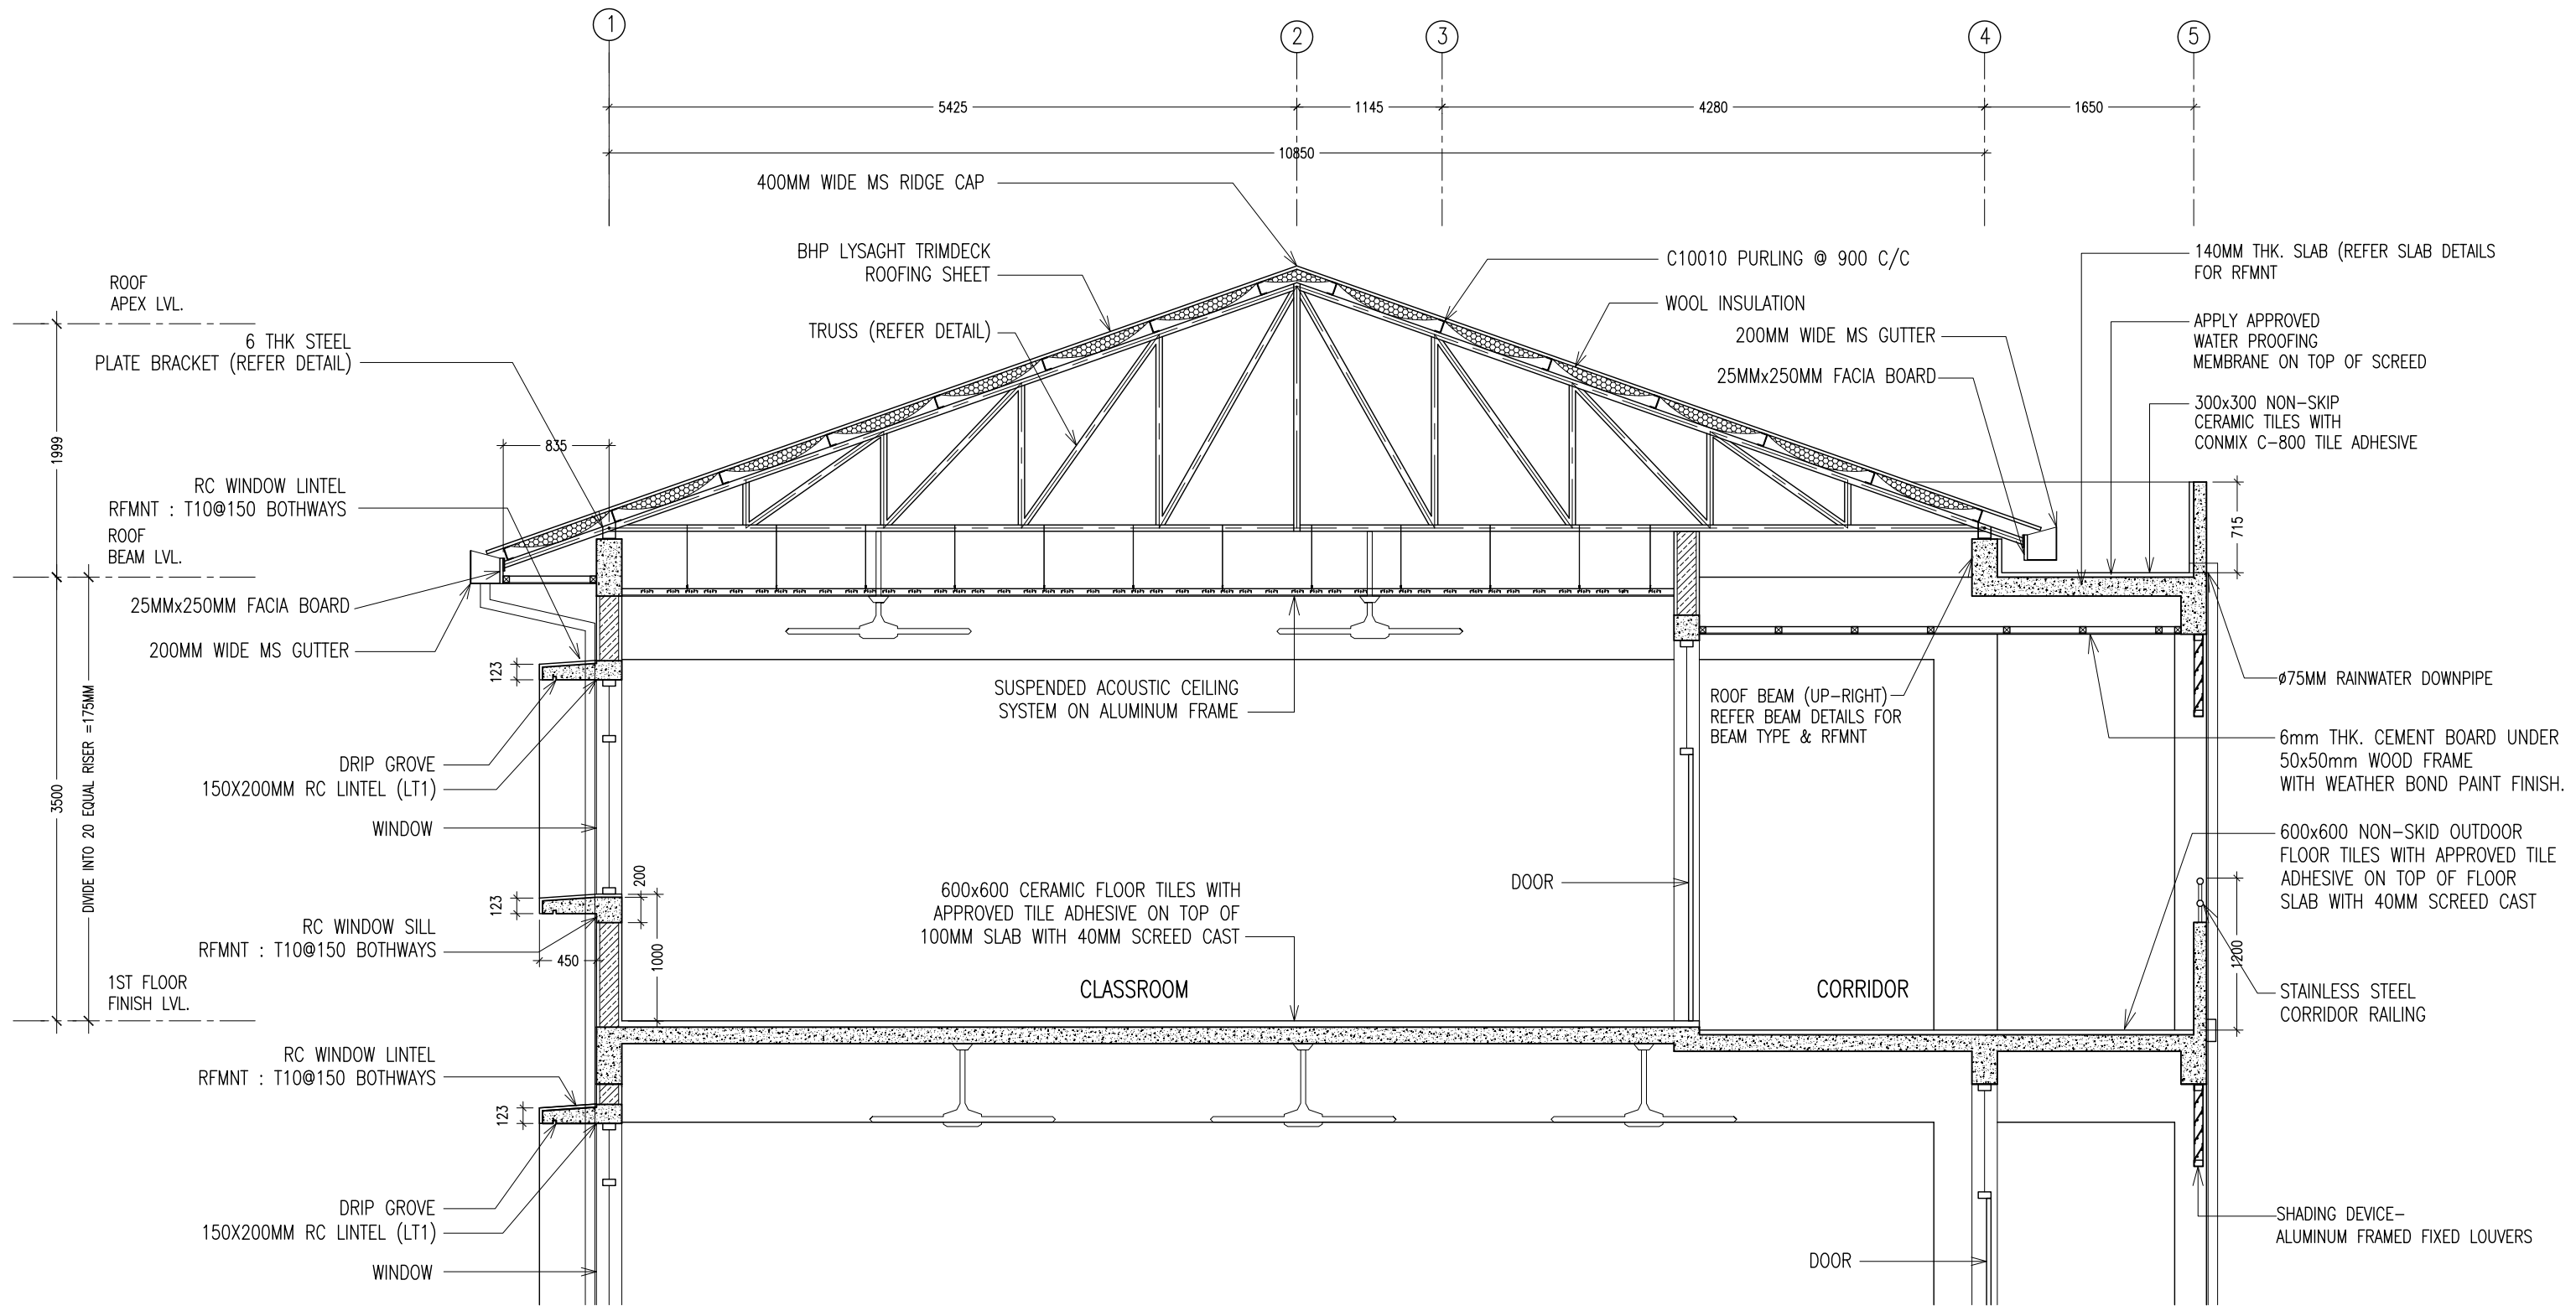 1
2
3
4
5
5425
1145
4280
1650
10850
400MM WIDE MS RIDGE CAP
BHP LYSAGHT TRIMDECK
ROOFING SHEET
TRUSS (REFER DETAIL)
C10010 PURLING @ 900 C/C
WOOL INSULATION
200MM WIDE MS GUTTER
25MMx250MM FACIA BOARD
140MM THK. SLAB (REFER SLAB DETAILS
FOR RFMNT
APPLY APPROVED
WATER PROOFING
MEMBRANE ON TOP OF SCREED
300x300 NON-SKIP
CERAMIC TILES WITH
CONMIX C-800 TILE ADHESIVE
ROOF
APEX LVL.
6 THK STEEL
PLATE BRACKET (REFER DETAIL)
1999
835
715
RC WINDOW LINTEL
RFMNT : T10@150 BOTHWAYS
ROOF
BEAM LVL.
25MMx250MM FACIA BOARD
200MM WIDE MS GUTTER
123
3500
DIVIDE INTO 20 EQUAL RISER =175MM
DRIP GROVE
150X200MM RC LINTEL (LT1)
WINDOW
SUSPENDED ACOUSTIC CEILING
SYSTEM ON ALUMINUM FRAME
ROOF BEAM (UP-RIGHT)
REFER BEAM DETAILS FOR
BEAM TYPE & RFMNT
ø75MM RAINWATER DOWNPIPE
6mm THK. CEMENT BOARD UNDER
50x50mm WOOD FRAME
WITH WEATHER BOND PAINT FINISH.
600x600 NON-SKID OUTDOOR
FLOOR TILES WITH APPROVED TILE
ADHESIVE ON TOP OF FLOOR
SLAB WITH 40MM SCREED CAST
DOOR
600x600 CERAMIC FLOOR TILES WITH
APPROVED TILE ADHESIVE ON TOP OF
100MM SLAB WITH 40MM SCREED CAST
123
200
1000
450
1200
RC WINDOW SILL
RFMNT : T10@150 BOTHWAYS
1ST FLOOR
FINISH LVL.
CLASSROOM
CORRIDOR
STAINLESS STEEL
CORRIDOR RAILING
RC WINDOW LINTEL
RFMNT : T10@150 BOTHWAYS
123
DRIP GROVE
150X200MM RC LINTEL (LT1)
WINDOW
DOOR
SHADING DEVICE-
ALUMINUM FRAMED FIXED LOUVERS